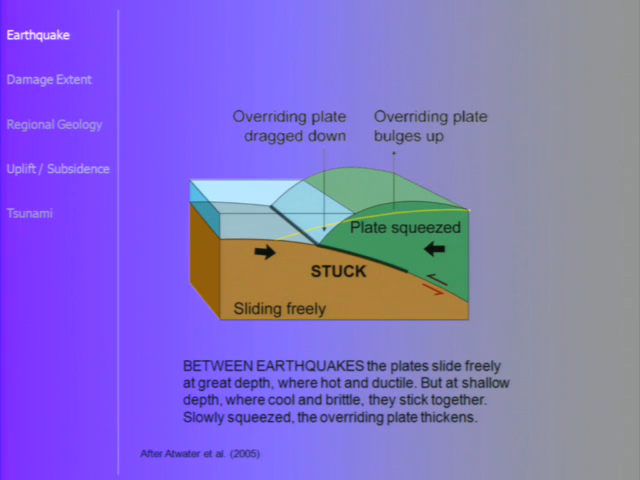 Earthquake
Damage Extent
Regional Geology
Uplift / Subsidence
Tsunami
Overriding plate
dragged down
Overriding plate
bulges up
Plate squeezed
STUCK
Sliding freely
BETWEEN EARTHQUAKES the plates slide freely
at great depth, where hot and ductile. But at shallow
depth, where cool and brittle, they stick together.
Slowly squeezed, the overriding plate thickens.
After Atwater et al. (2005)